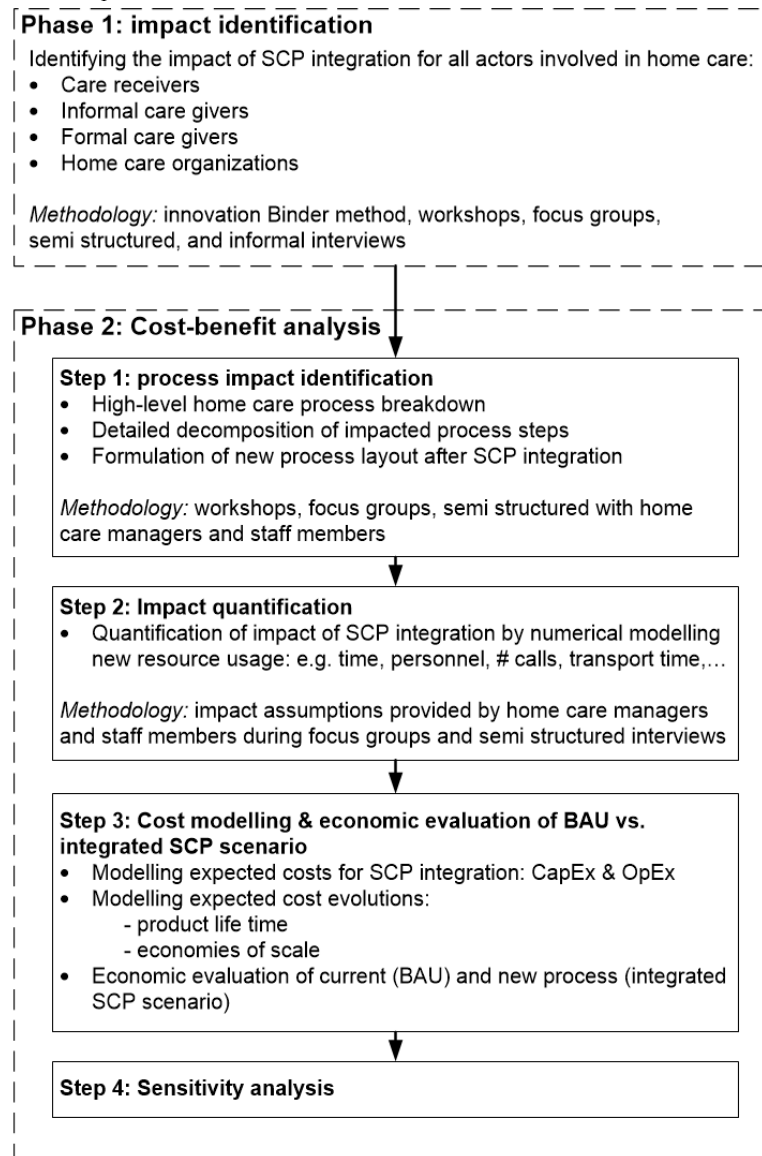 Phase 1: impact identification
Identifying the impact of SCP integration for all actors involved in home care:
• Care receivers
• Informal care givers
• Formal care givers
• Home care organizations
Methodology: innovation Binder method, workshops, focus groups,
semi structured, and informal interviews
Phase 2: Cost-benefit analysis
Step 1: process impact identification
• High-level home care process breakdown
• Detailed decomposition of impacted process steps
• Formulation of new process layout after SCP integration
Methodology: workshops, focus groups, semi structured with home
care managers and staff members
Step 2: Impact quantification
• Quantification of impact of SCP integration by numerical modelling
new resource usage: e.g. time, personnel, # calls, transport time,…
Methodology: impact assumptions provided by home care managers
and staff members during focus groups and semi structured interviews
Step 3: Cost modelling & economic evaluation of BAU vs.
integrated SCP scenario
• Modelling expected costs for SCP integration: CapEx & OpEx
• Modelling expected cost evolutions:
- product life time
- economies of scale
• Economic evaluation of current (BAU) and new process (integrated
SCP scenario)
Step 4: Sensitivity analysis